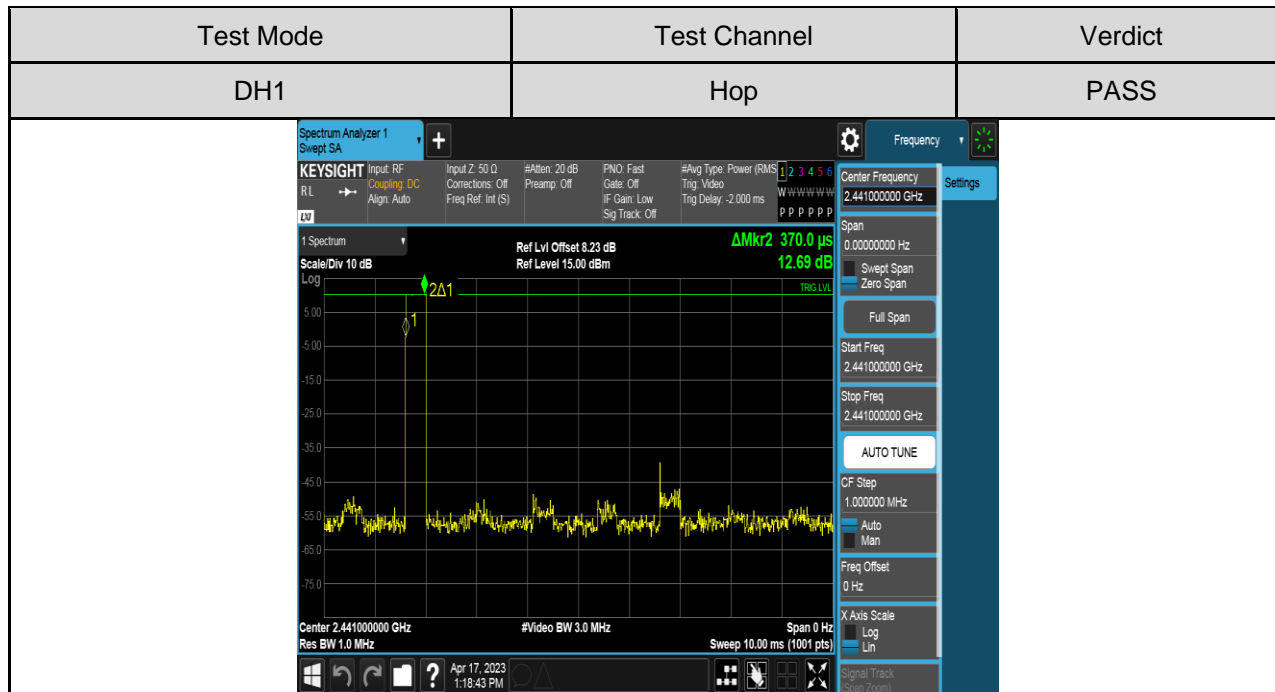 Test Mode Test Channel Verdict
DH1 Hop PASS
Spectrum Analyzer 1
Swept SA
+
Frequency
KEYSIGHT
R L
LXI
Input: RF
Coupling: DC
Align: Auto
Input Z: 50 Ω
Corrections: Off
Freq Ref: Int (S)
#Atten: 20 dB
Preamp: Off
PNO: Fast
Gate: Off
IF Gain: Low
Sig Track: Off
#Avg Type: Power (RMS
Trig: Video
Trig Delay: -2.000 ms
1 2 3 4 5 6
W W W W W W
P P P P P P
1 Spectrum
Scale/Div 10 dB
Log
Ref Lvl Offset 8.23 dB
Ref Level 15.00 dBm
ΔMkr2 370.0 µs
12.69 dB
2Δ1
TRIG LVL
1
5.00
-5.00
-15.0
-25.0
-35.0
-45.0
-55.0
-65.0
-75.0
Center 2.441000000 GHz
Res BW 1.0 MHz
#Video BW 3.0 MHz
Span 0 Hz
Sweep 10.00 ms (1001 pts)
?
Apr 17, 2023
1:18:43 PM
Center Frequency
2.441000000 GHz
Settings
Span
0.00000000 Hz
Swept Span
Zero Span
Full Span
Start Freq
2.441000000 GHz
Stop Freq
2.441000000 GHz
AUTO TUNE
CF Step
1.000000 MHz
Auto
Man
Freq Offset
0 Hz
X Axis Scale
Log
Lin
Signal Track
(Span Zoom)